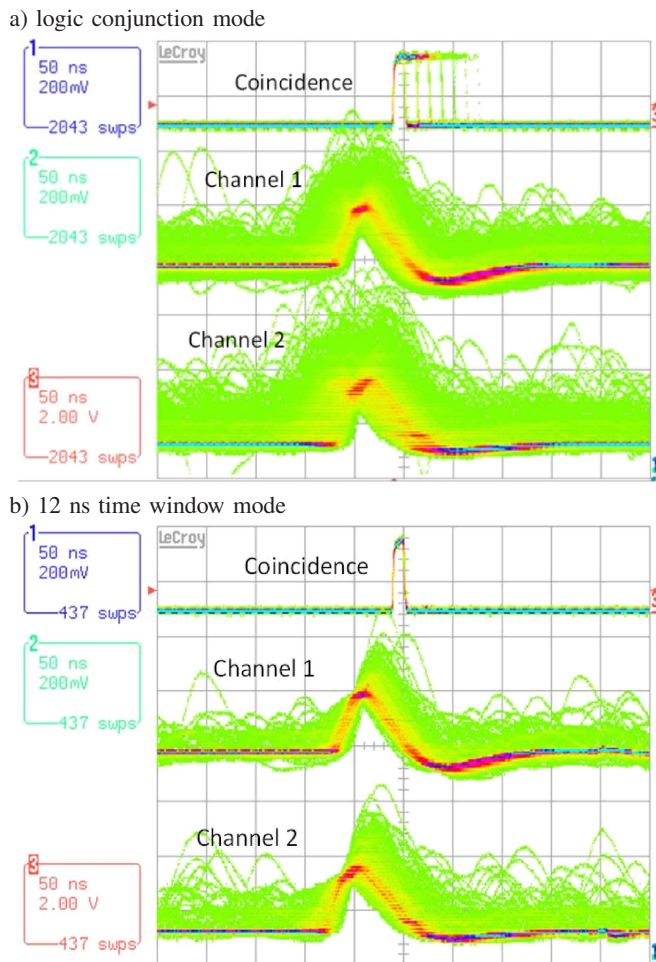 a) logic conjunction mode
1
50 ns
200mV
2043 swps
LeCroy
Coincidence
2
50 ns
200mV
2043 swps
Channel 1
3
50 ns
2.00 V
2043 swps
Channel 2
b) 12 ns time window mode
1
50 ns
200mV
437 swps
LeCroy
Coincidence
2
50 ns
200mV
437 swps
Channel 1
3
50 ns
2.00 V
437 swps
Channel 2